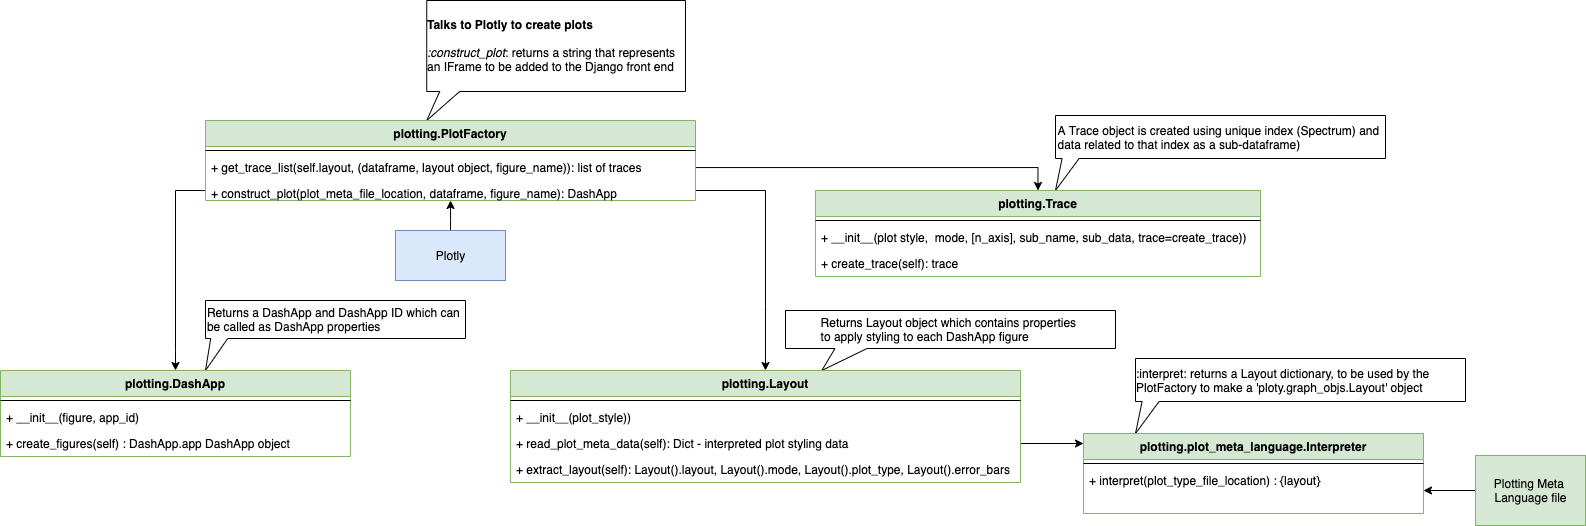 Talks to Plotly to create plots
:construct_plot: returns a string that represents
an IFrame to be added to the Django front end
plotting.PlotFactory
+ get_trace_list(self.layout, (dataframe, layout object, figure_name)): list of traces
+ construct_plot(plot_meta_file_location, dataframe, figure_name): DashApp
Plotly
A Trace object is created using unique index (Spectrum) and
data related to that index as a sub-dataframe)
plotting.Trace
+ __init__(plot style,  mode, [n_axis], sub_name, sub_data, trace=create_trace))
+ create_trace(self): trace
Returns a DashApp and DashApp ID which can
be called as DashApp properties
plotting.DashApp
+ __init__(figure, app_id)
+ create_figures(self) : DashApp.app DashApp object
Returns Layout object which contains properties
to apply styling to each DashApp figure
plotting.Layout
+ __init__(plot_style))
+ read_plot_meta_data(self): Dict - interpreted plot styling data
+ extract_layout(self): Layout().layout, Layout().mode, Layout().plot_type, Layout().error_bars
:interpret: returns a Layout dictionary, to be used by the
PlotFactory to make a 'ploty.graph_objs.Layout' object
plotting.plot_meta_language.Interpreter
+ interpret(plot_type_file_location) : {layout}
Plotting Meta
Language file